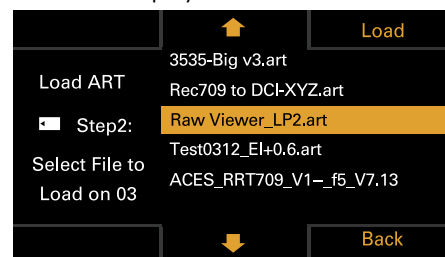 Load
3535-Big v3.art
Load ART
Rec709 to DCI-XYZ.art
Step2:
Raw Viewer_LP2.art
Test0312_EI+0.6.art
Select File to
Load on 03
ACES_RRT709_V1–_f5_V7.13
Back